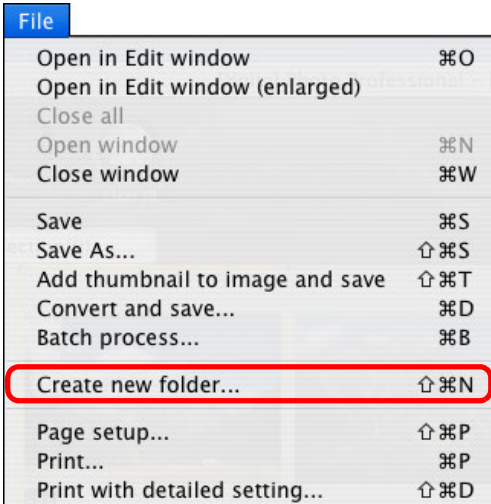 File
Open in Edit window ⌘O
Open in Edit window (enlarged)
Close all
Open window ⌘N
Close window ⌘W
Save ⌘S
Save As... ⇧⌘S
Add thumbnail to image and save ⇧⌘T
Convert and save... ⌘D
Batch process... ⌘B
Create new folder... ⇧⌘N
Page setup... ⇧⌘P
Print... ⌘P
Print with detailed setting... ⇧⌘D